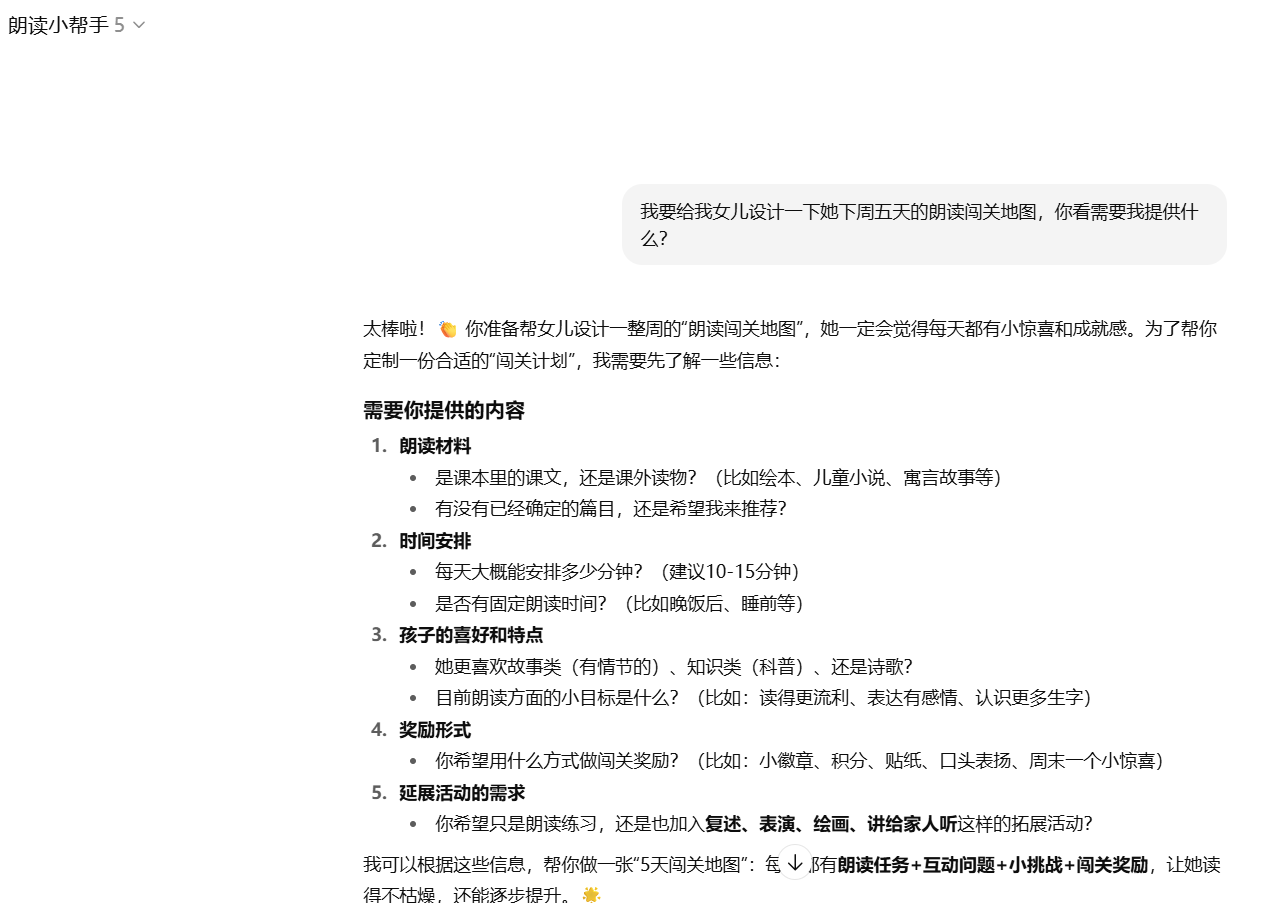 朗读小帮手 5
我要给我女儿设计一下她下周五天的朗读闯关地图，你看需要我提供什
么？
太棒啦！👏 你准备帮女儿设计一整周的“朗读闯关地图”，她一定会觉得每天都有小惊喜和成就感。为了帮你
定制一份合适的“闯关计划”，我需要先了解一些信息：
需要你提供的内容
1. 朗读材料
• 是课本里的课文，还是课外读物？（比如绘本、儿童小说、寓言故事等）
• 有没有已经确定的篇目，还是希望我来推荐？
2. 时间安排
• 每天大概能安排多少分钟？（建议10-15分钟）
• 是否有固定朗读时间？（比如晚饭后、睡前等）
3. 孩子的喜好和特点
• 她更喜欢故事类（有情节的）、知识类（科普）、还是诗歌？
• 目前朗读方面的小目标是什么？（比如：读得更流利、表达有感情、认识更多生字）
4. 奖励形式
• 你希望用什么方式做闯关奖励？（比如：小徽章、积分、贴纸、口头表扬、周末一个小惊喜）
5. 延展活动的需求
• 你希望只是朗读练习，还是也加入复述、表演、绘画、讲给家人听这样的拓展活动？
我可以根据这些信息，帮你做一张“5天闯关地图”：每 都有朗读任务+互动问题+小挑战+闯关奖励，让她读
得不枯燥，还能逐步提升。🌟